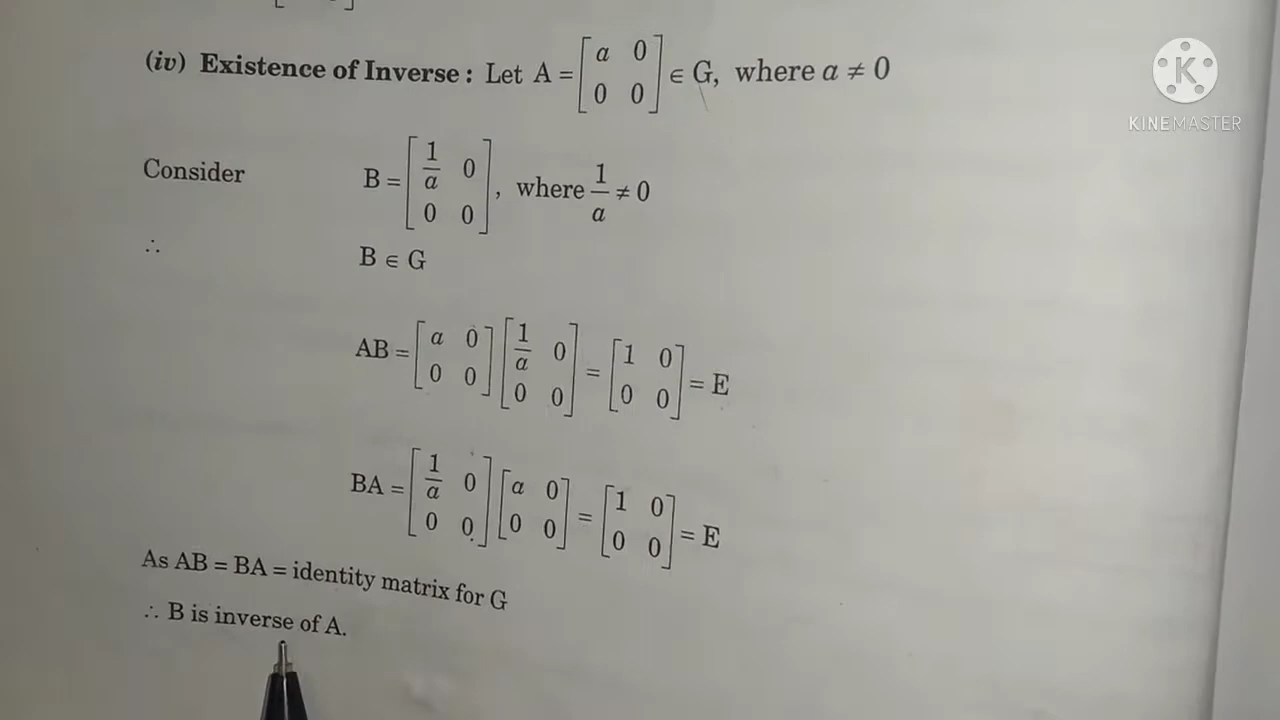 (iv) Existence of Inverse : Let A = [a 0; 0 0] ∈ G, where a ≠ 0
KINEMASTER
Consider B = [1/a 0; 0 0], where 1/a ≠ 0
∴ B ∈ G
AB = [a 0; 0 0] [1/a 0; 0 0] = [1 0; 0 0] = E
BA = [1/a 0; 0 0] [a 0; 0 0] = [1 0; 0 0] = E
As AB = BA = identity matrix for G
∴ B is inverse of A.